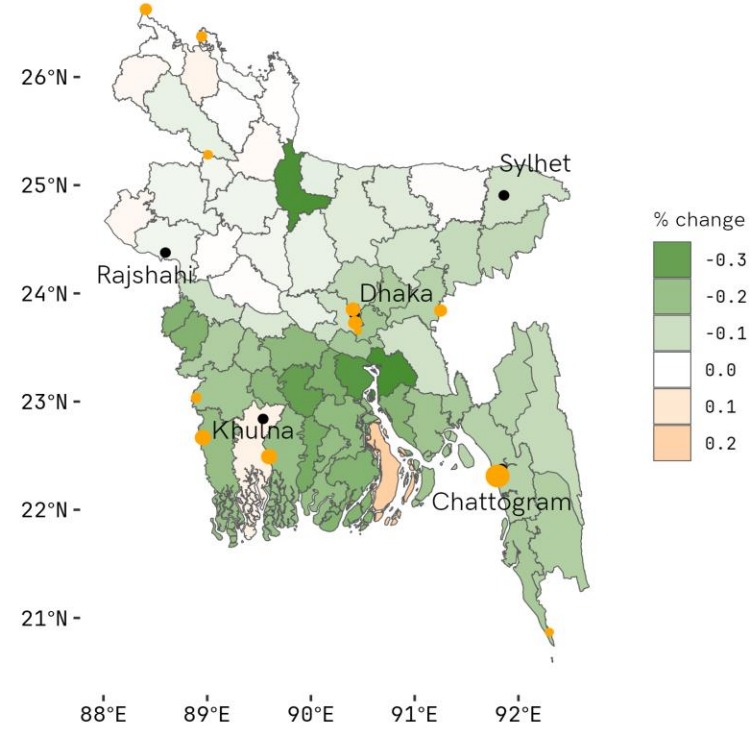 26°N
Sylhet
25°N
% change
-0.3
Rajshahi
-0.2
24°N
Dhaka
-0.1
0.0
23°N
0.1
Khulna
0.2
22°N
Chattogram
21°N
88°E 89°E 90°E 91°E 92°E